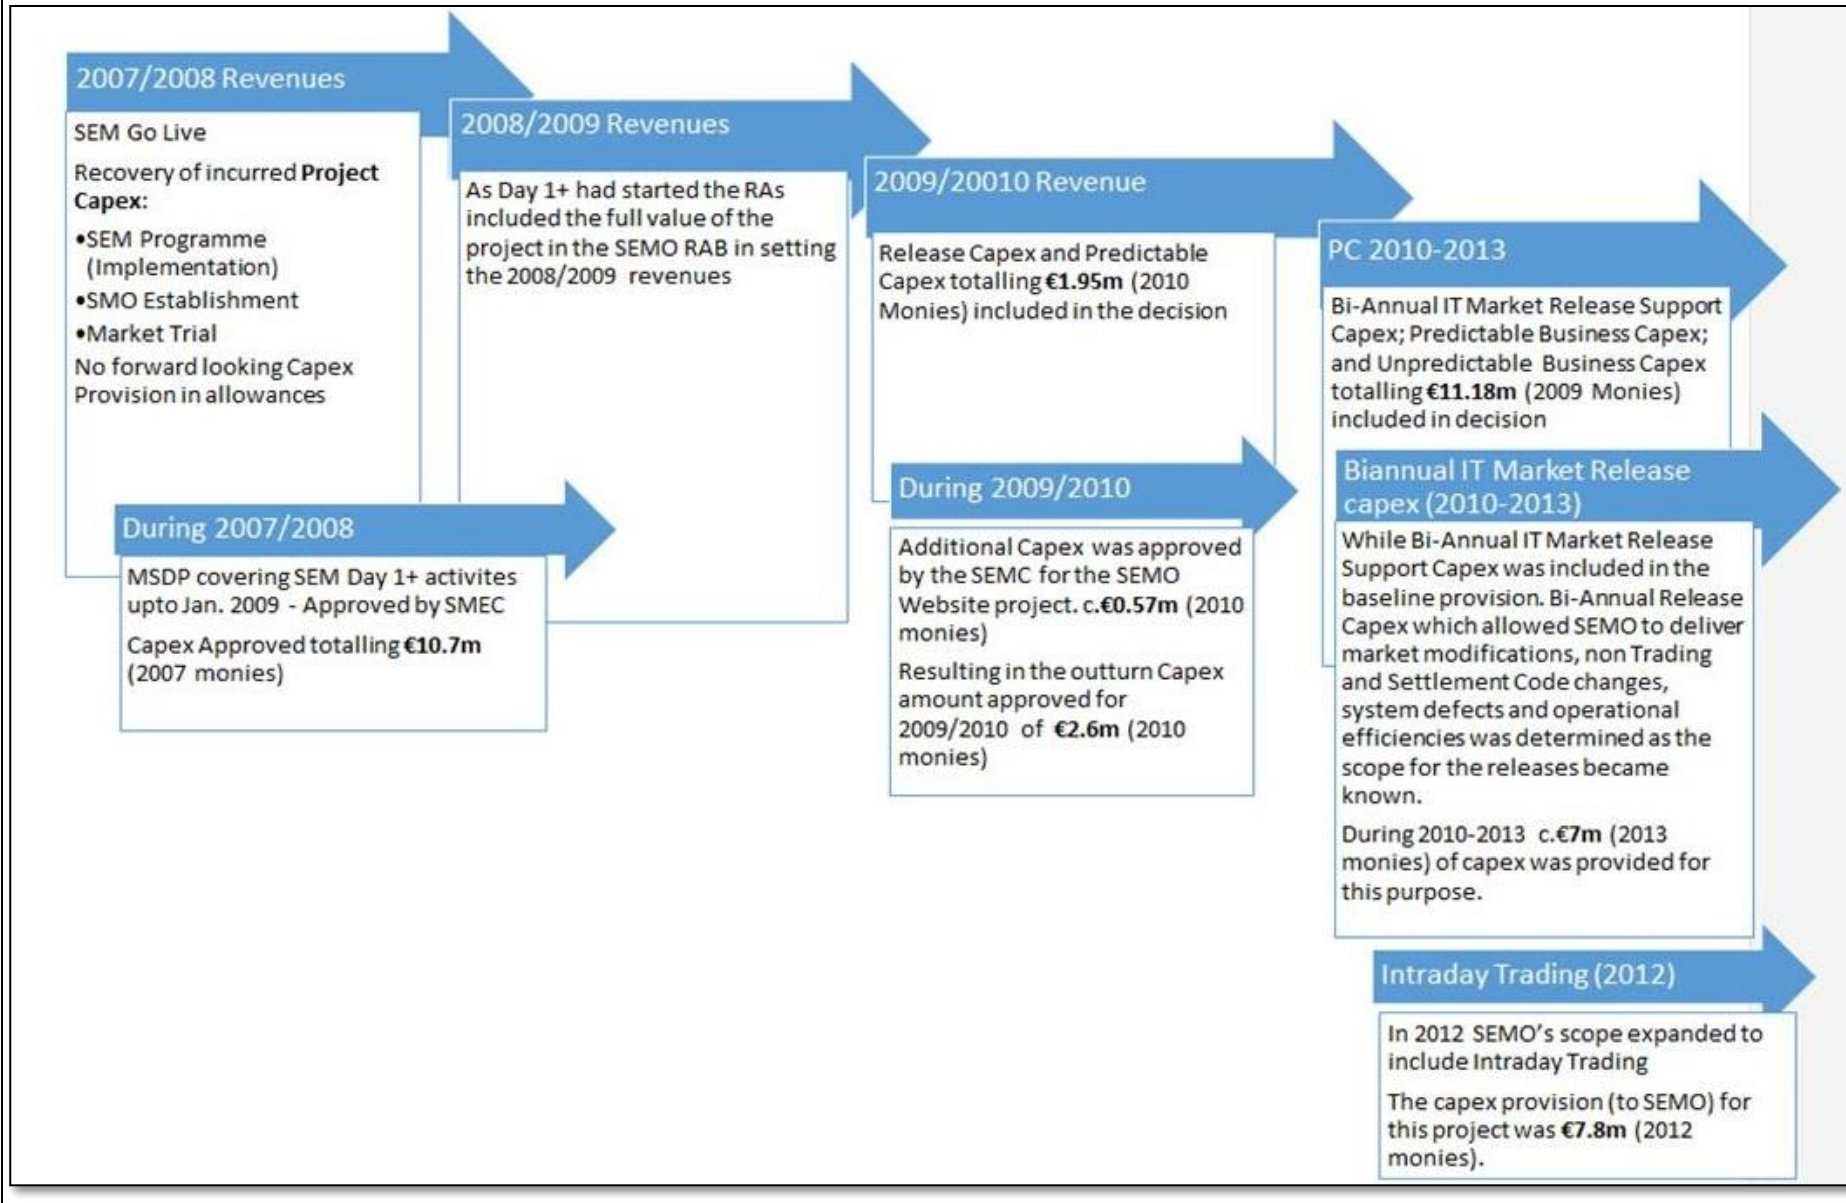 2007/2008 Revenues
SEM Go Live
Recovery of incurred Project
Capex:
•SEM Programme
(Implementation)
•SMO Establishment
•Market Trial
No forward looking Capex
Provision in allowances
During 2007/2008
MSDP covering SEM Day 1+ activites
upto Jan. 2009 - Approved by SMEC
Capex Approved totalling €10.7m
(2007 monies)
2008/2009 Revenues
As Day 1+ had started the RAs
included the full value of the
project in the SEMO RAB in setting
the 2008/2009 revenues
2009/20010 Revenue
Release Capex and Predictable
Capex totalling €1.95m (2010
Monies) included in the decision
During 2009/2010
Additional Capex was approved
by the SEMC for the SEMO
Website project. c.€0.57m (2010
monies)
Resulting in the outturn Capex
amount approved for
2009/2010 of €2.6m (2010
monies)
PC 2010-2013
Bi-Annual IT Market Release Support
Capex; Predictable Business Capex;
and Unpredictable Business Capex
totalling €11.18m (2009 Monies)
included in decision
Biannual IT Market Release
capex (2010-2013)
While Bi-Annual IT Market Release
Support Capex was included in the
baseline provision. Bi-Annual Release
Capex which allowed SEMO to deliver
market modifications, non Trading
and Settlement Code changes,
system defects and operational
efficiencies was determined as the
scope for the releases became
known.
During 2010-2013 c.€7m (2013
monies) of capex was provided for
this purpose.
Intraday Trading (2012)
In 2012 SEMO's scope expanded to
include Intraday Trading
The capex provision (to SEMO) for
this project was €7.8m (2012
monies).